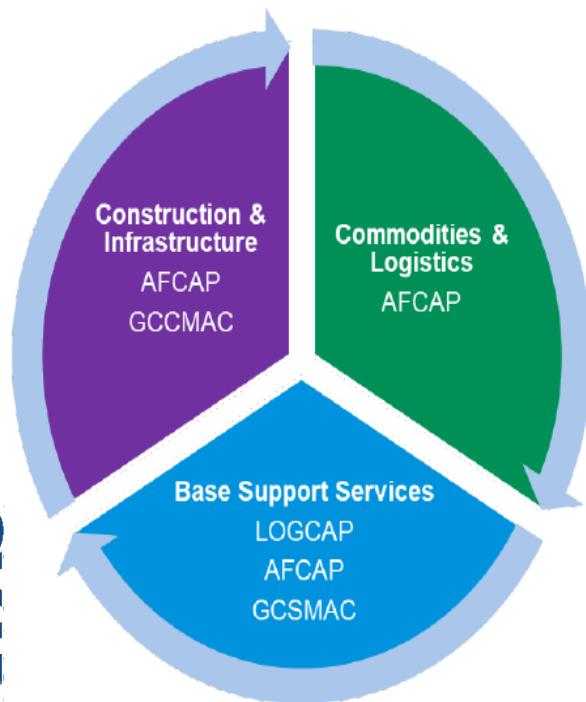 Construction &
Infrastructure
AFCAP
GCCMAC
Commodities &
Logistics
AFCAP
Base Support Services
LOGCAP
AFCAP
GCSMAC